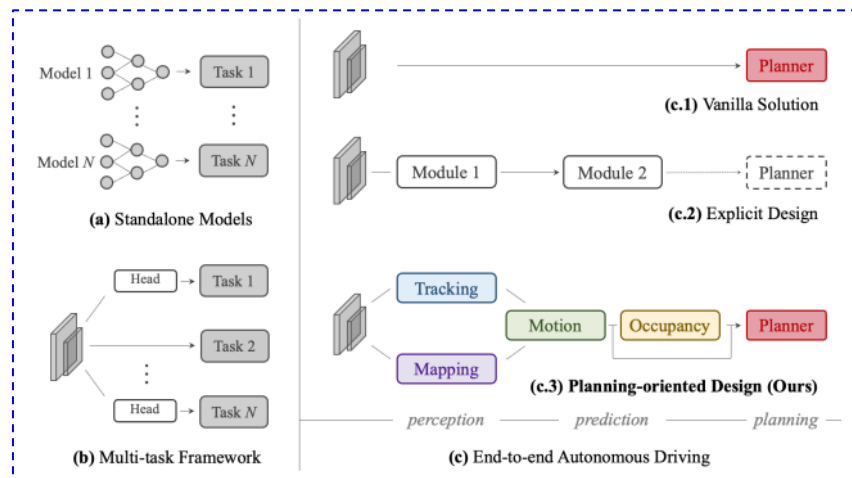 Model 1
Task 1
Model N
Task N
(a) Standalone Models
Head
Task 1
Task 2
Head
Task N
(b) Multi-task Framework
Planner
(c.1) Vanilla Solution
Module 1
Module 2
Planner
(c.2) Explicit Design
Tracking
Motion
Occupancy
Planner
Mapping
(c.3) Planning-oriented Design (Ours)
perception
prediction
planning
(c) End-to-end Autonomous Driving